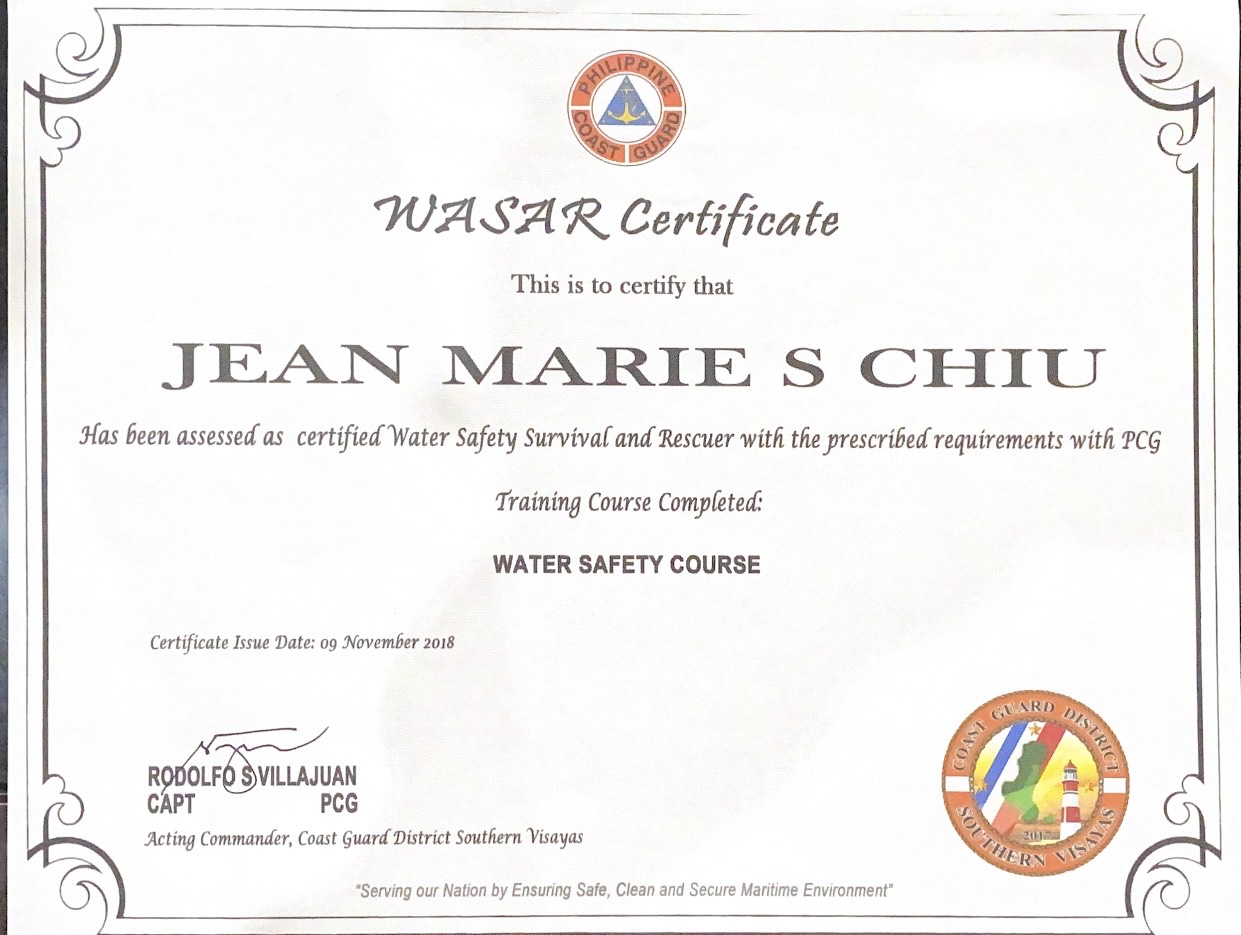 PHILIPPINE
COAST GUARD
WASAR Certificate
This is to certify that
JEAN MARIE S CHIU
Has been assessed as certified Water Safety Survival and Rescuer with the prescribed requirements with PCG
Training Course Completed:
WATER SAFETY COURSE
Certificate Issue Date: 09 November 2018
RODOLFO S VILLAJUAN
CAPT PCG
Acting Commander, Coast Guard District Southern Visayas
COAST GUARD DISTRICT
2017
SOUTHERN VISAYAS
"Serving our Nation by Ensuring Safe, Clean and Secure Maritime Environment"